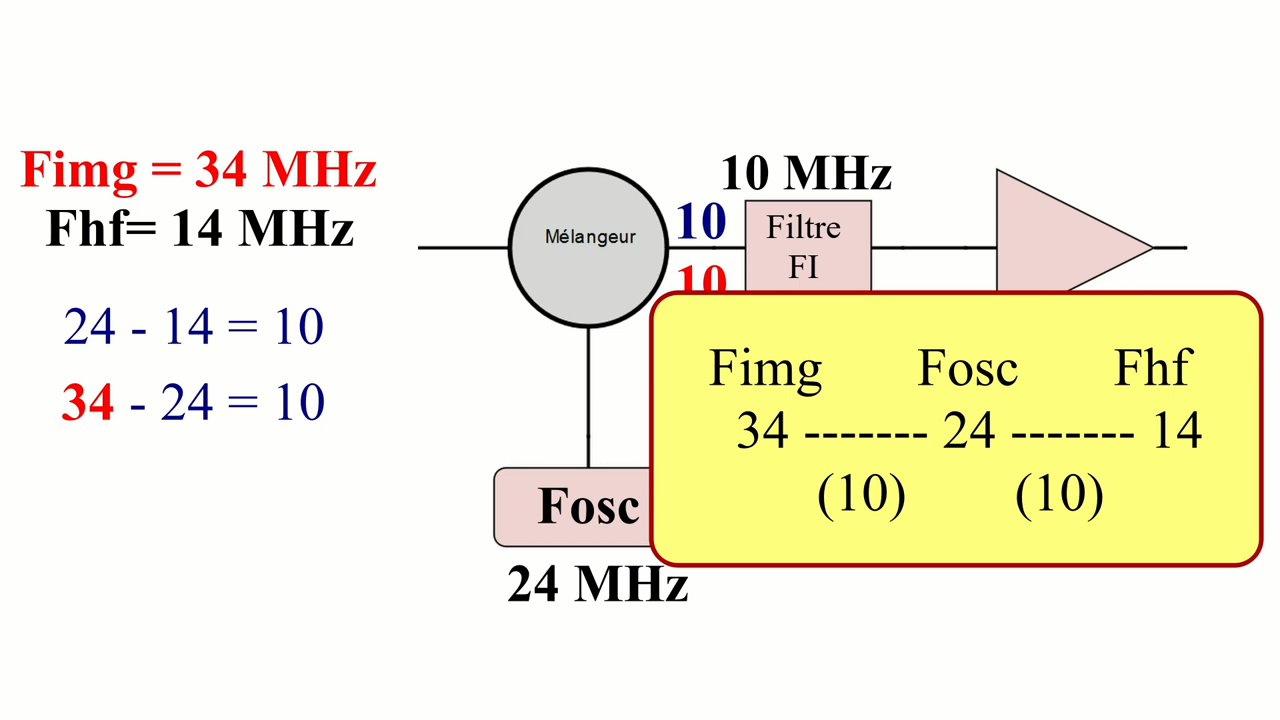 Fimg = 34 MHz
Fhf= 14 MHz
24 - 14 = 10
34 - 24 = 10
Mélangeur
10 MHz
10
10
Filtre
FI
Fosc
24 MHz
Fimg Fosc Fhf
34 ------- 24 ------- 14
(10) (10)